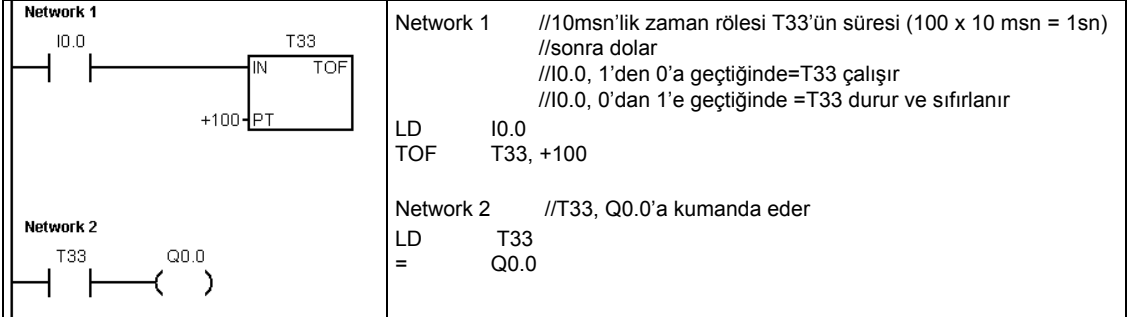 Network 1
I0.0
T33
IN TOF
+100 PT
Network 2
T33 Q0.0
Network 1 //10msn’lik zaman rölesi T33’ün süresi (100 x 10 msn = 1sn)
//sonra dolar
//I0.0, 1’den 0’a geçtiğinde=T33 çalışır
//I0.0, 0’dan 1’e geçtiğinde =T33 durur ve sıfırlanır
LD I0.0
TOF T33, +100
Network 2 //T33, Q0.0’a kumanda eder
LD T33
= Q0.0